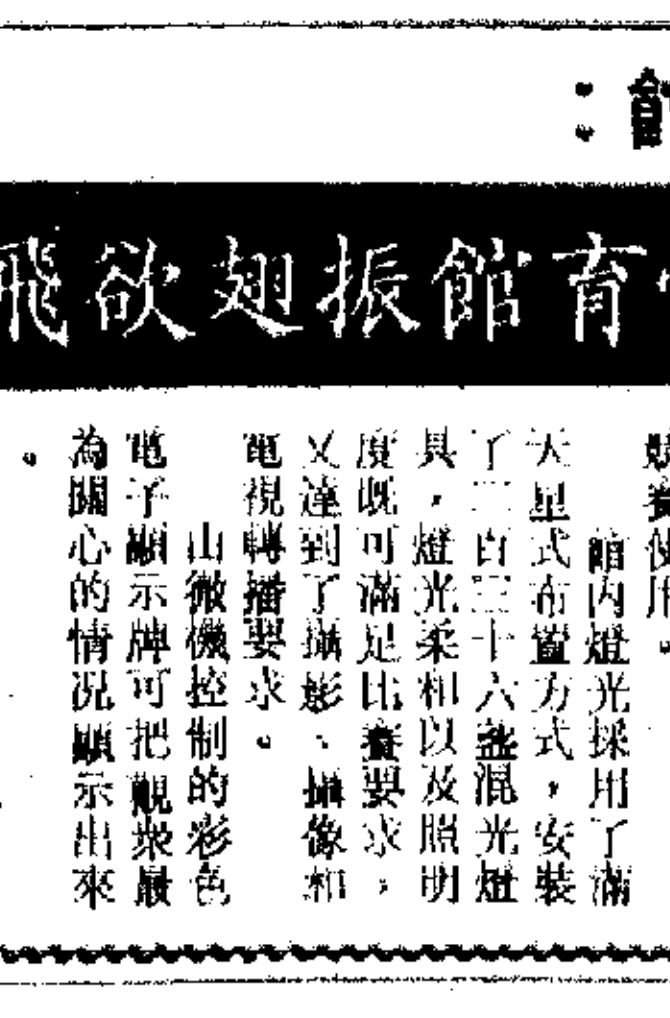 館：
育館振翅欲飛
競賽使用。
館內燈光採用了滿
天星式布置方式，安裝
了二百三十六盞混光燈
具，燈光柔和以及照明
度既可滿足比賽要求，
又達到了攝影、攝像和
電視轉播要求。
由微機控制的彩色
電子顯示牌可把觀衆最
為關心的情况顯示出來
。